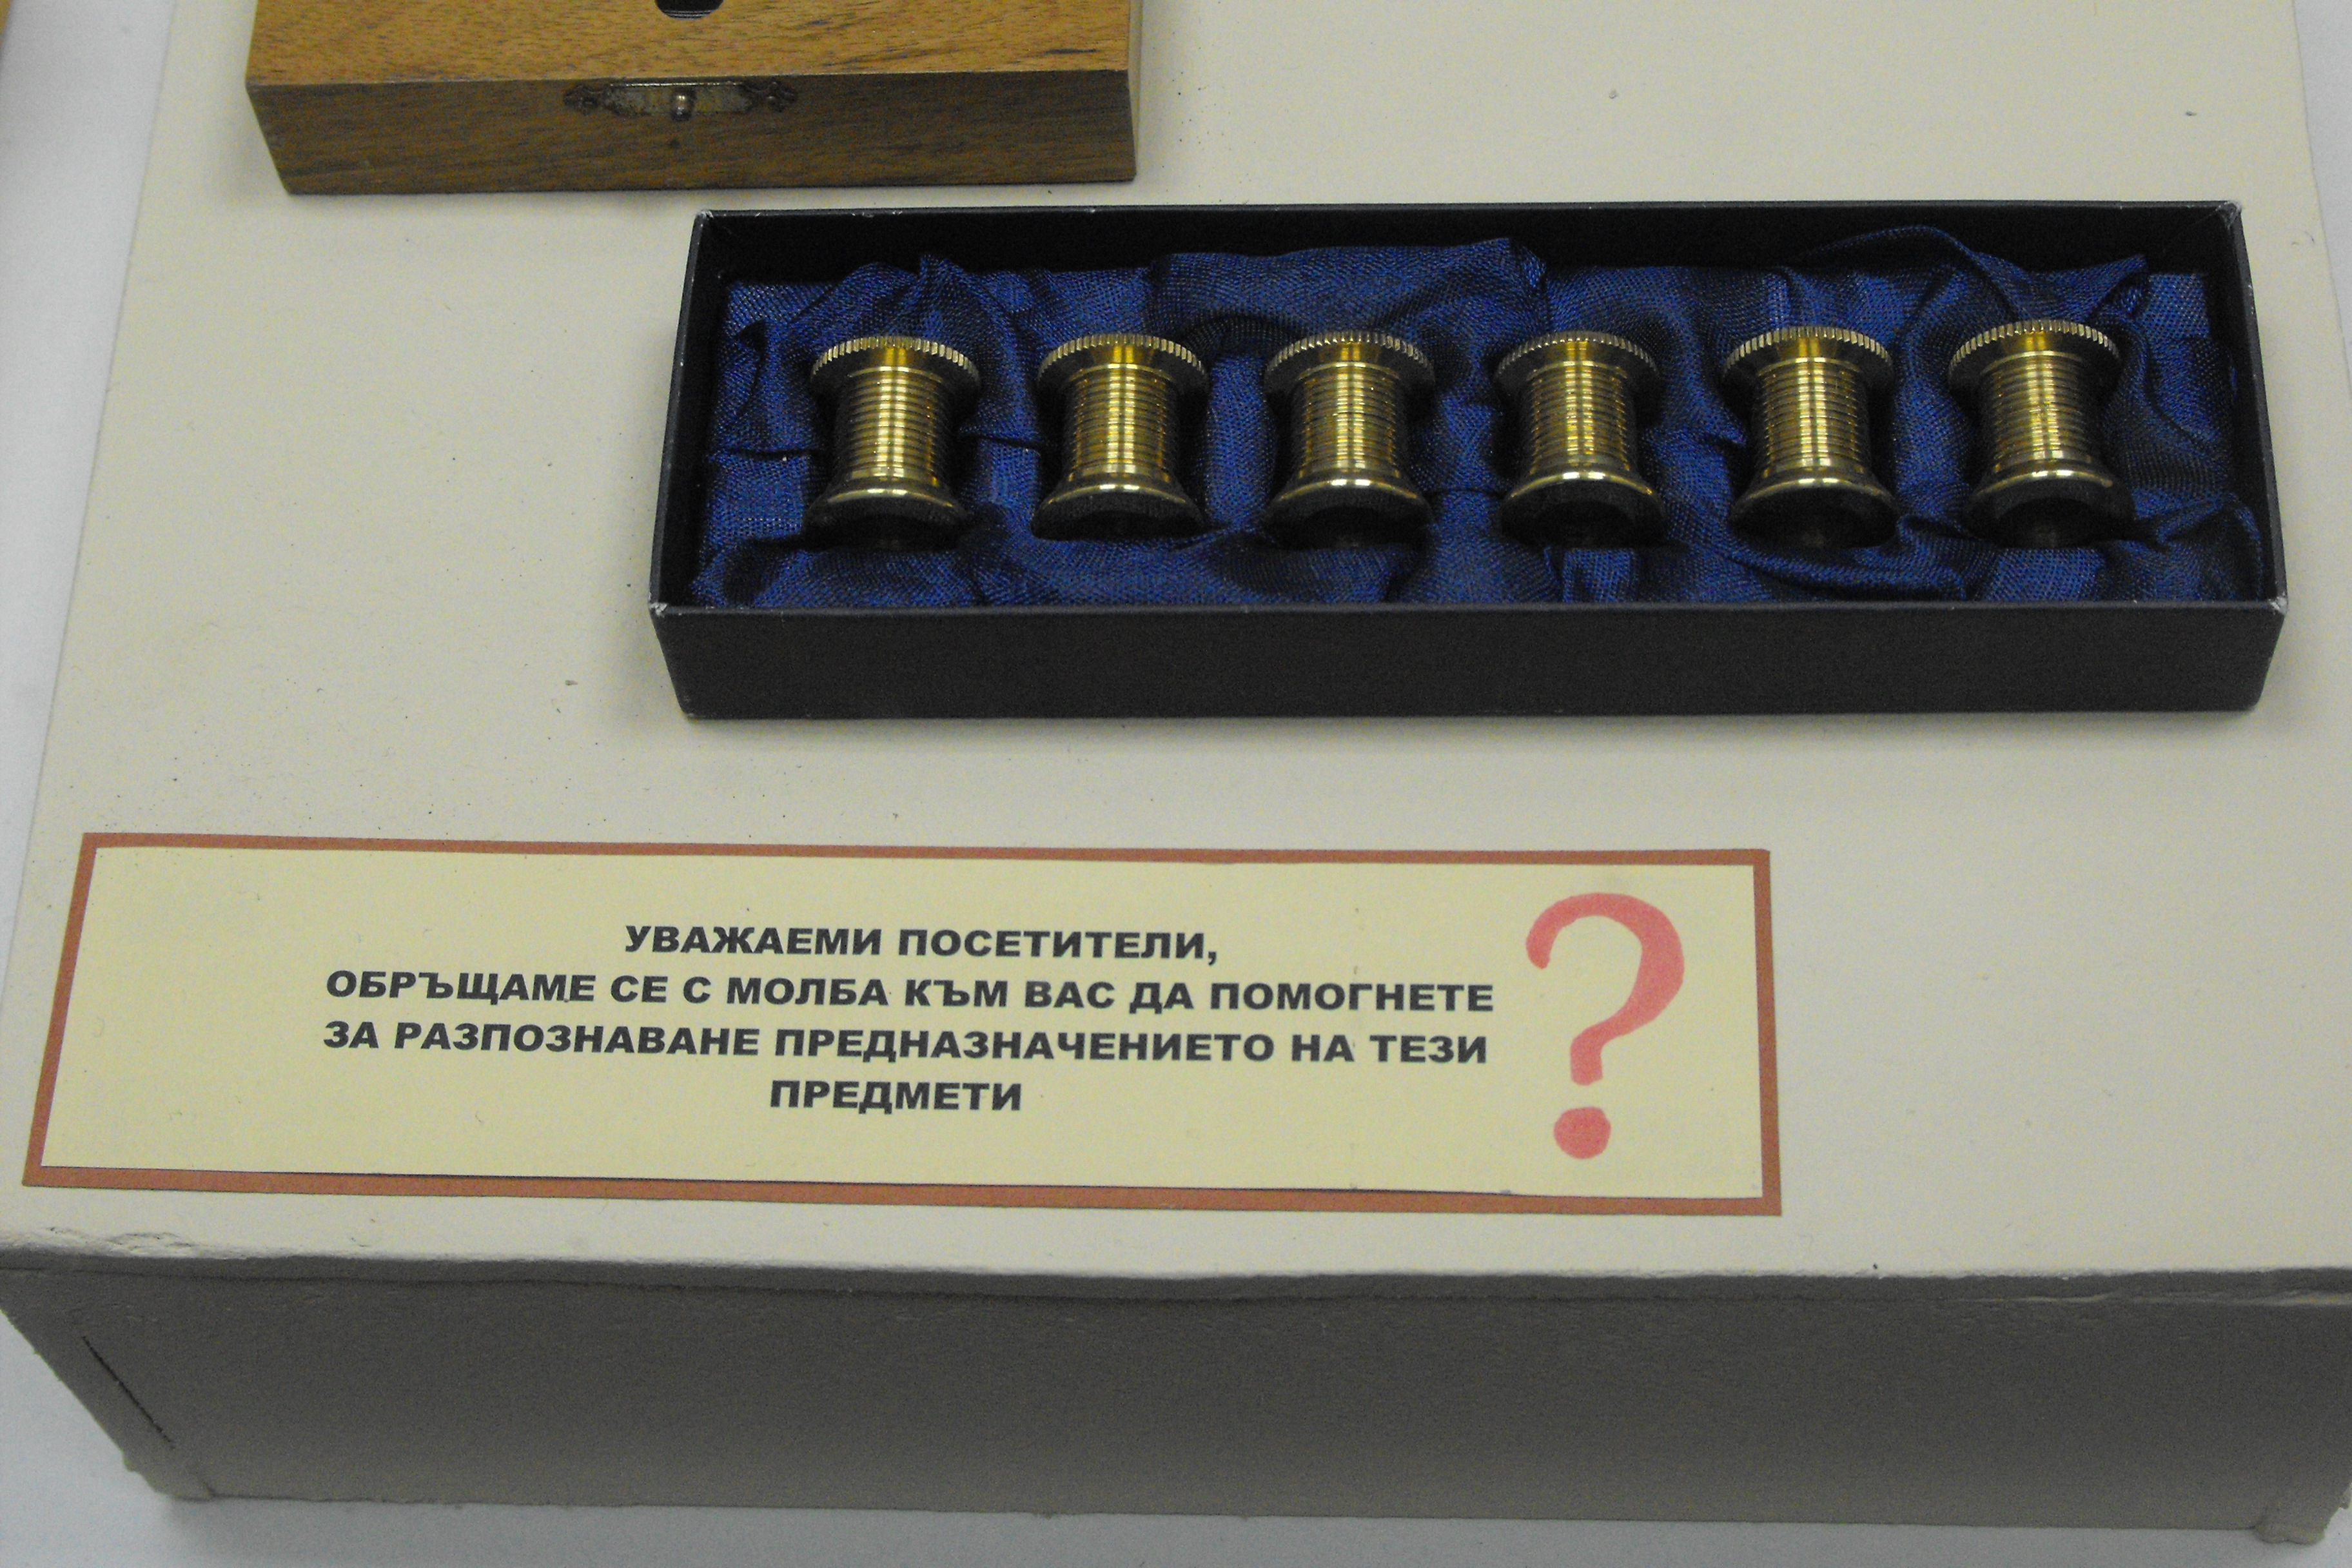 УВАЖАЕМИ ПОСЕТИТЕЛИ,
ОБРЪЩАМЕ СЕ С МОЛБА КЪМ ВАС ДА ПОМОГНЕТЕ
ЗА РАЗПОЗНАВАНЕ ПРЕДНАЗНАЧЕНИЕТО НА ТЕЗИ
ПРЕДМЕТИ
?